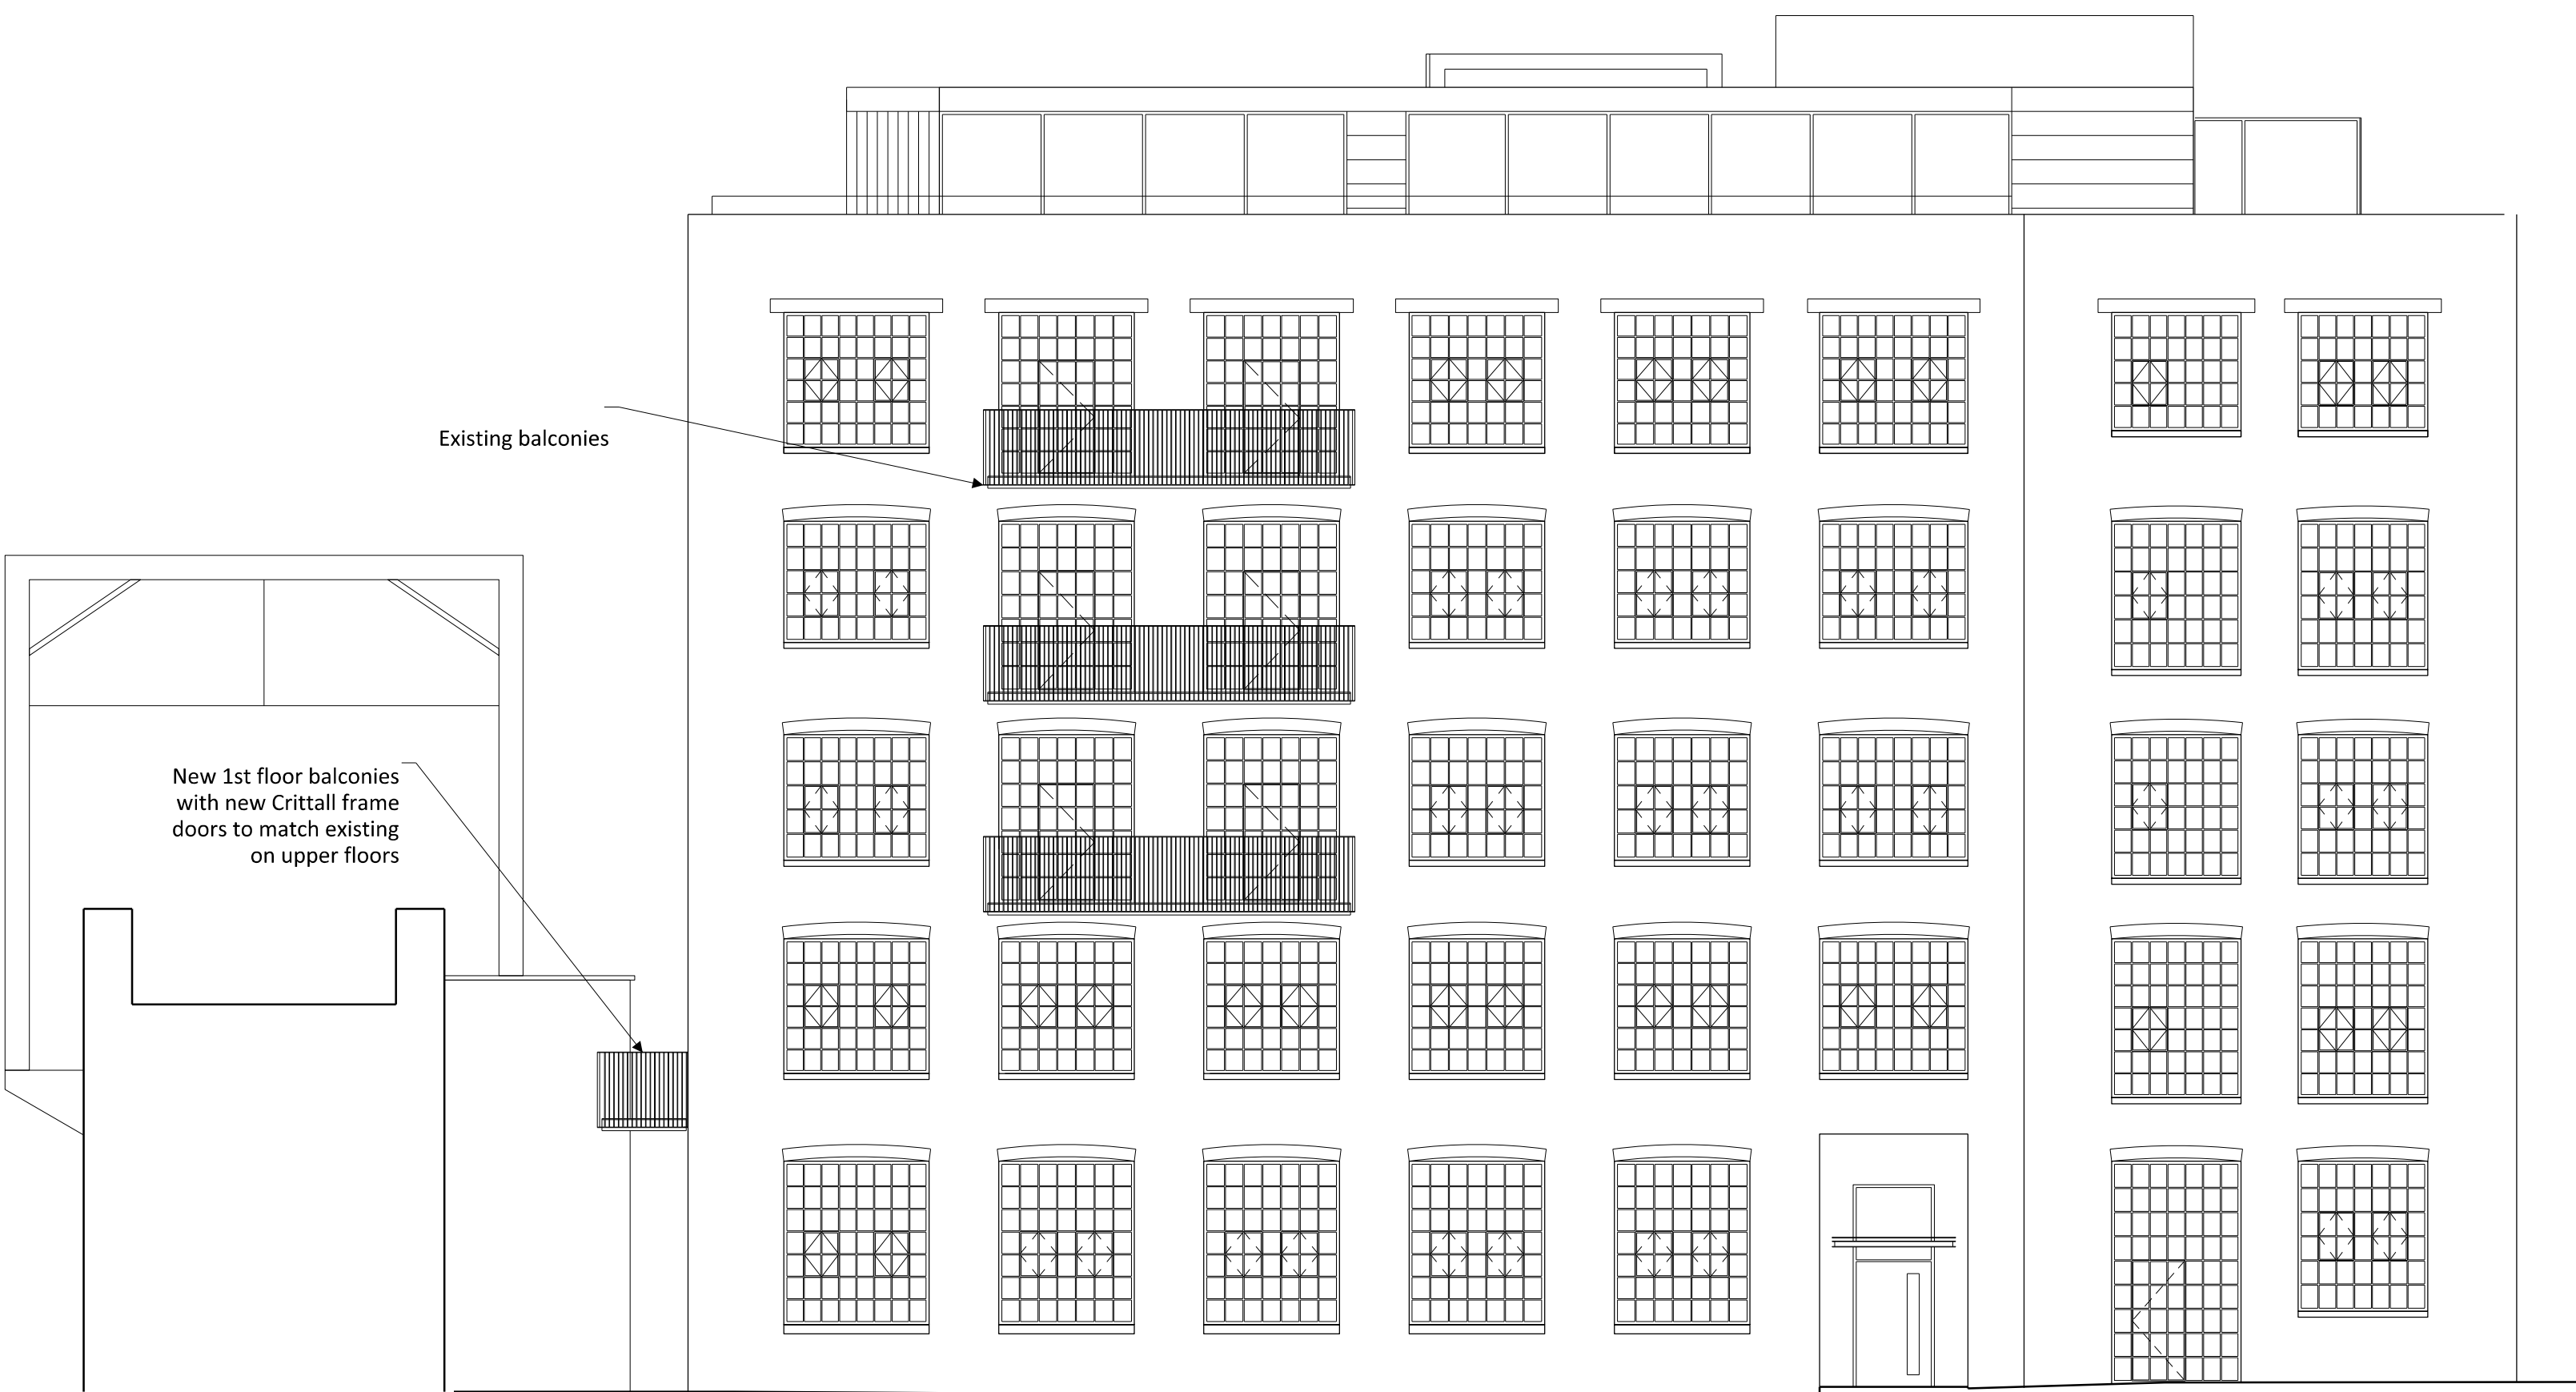 Existing balconies
New 1st floor balconies
with new Crittall frame
doors to match existing
on upper floors